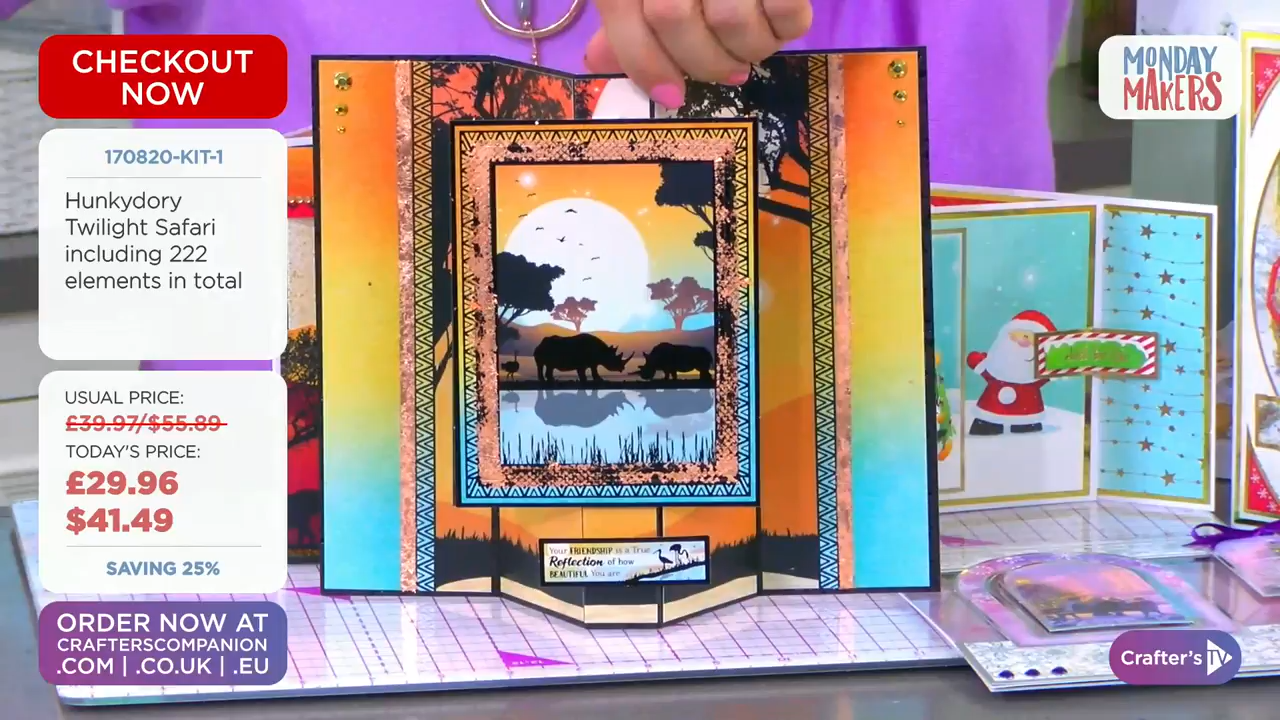 CHECKOUT
NOW
170820-KIT-1
Hunkydory
Twilight Safari
including 222
elements in total
USUAL PRICE:
£39.97/$55.89
TODAY'S PRICE:
£29.96
$41.49
SAVING 25%
ORDER NOW AT
CRAFTERSCOMPANION
.COM | .CO.UK | .EU
MONDAY
MAKERS
Your FRIENDSHIP is a True
Reflection of how
BEAUTIFUL You are
Crafter's TV